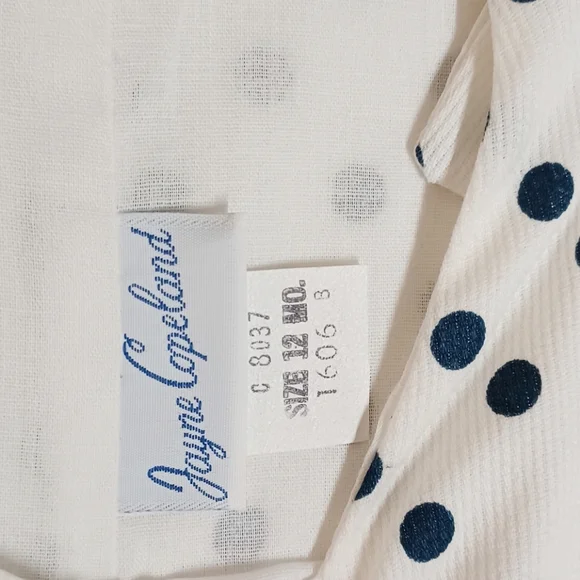 Jayne Copeland
C 8037
SIZE 12 MO.
1606 B